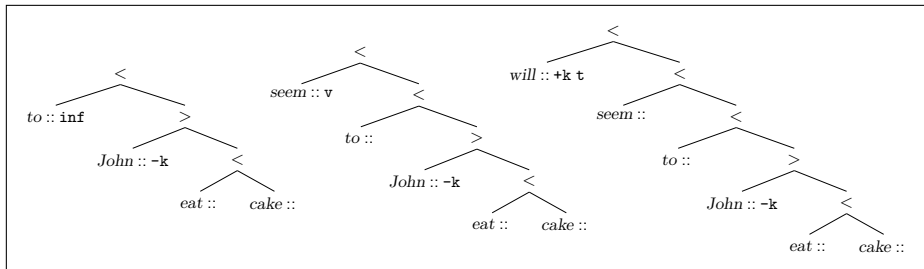 <
to :: inf
>
John :: -k
<
eat ::
cake ::
<
seem :: v
<
to ::
>
John :: -k
<
eat ::
cake ::
<
will :: +k t
<
seem ::
<
to ::
>
John :: -k
<
eat ::
cake ::